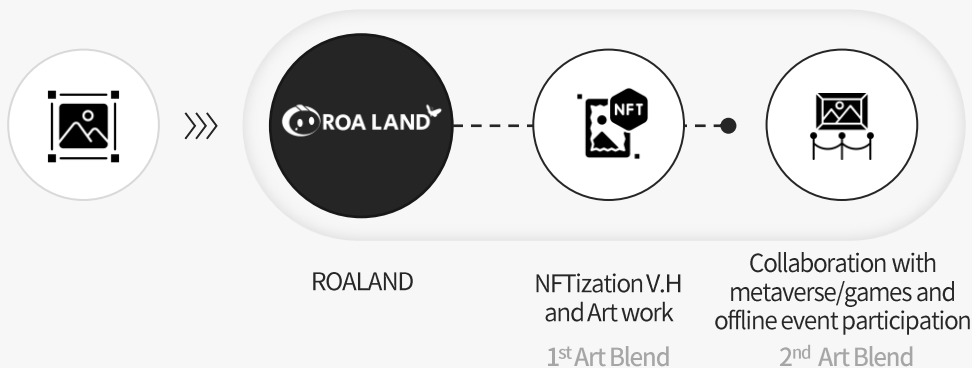 ROA LAND
NFT
ROALAND
NFTization V.H
and Art work
1st Art Blend
Collaboration with
metaverse/games and
offline event participation
2nd Art Blend